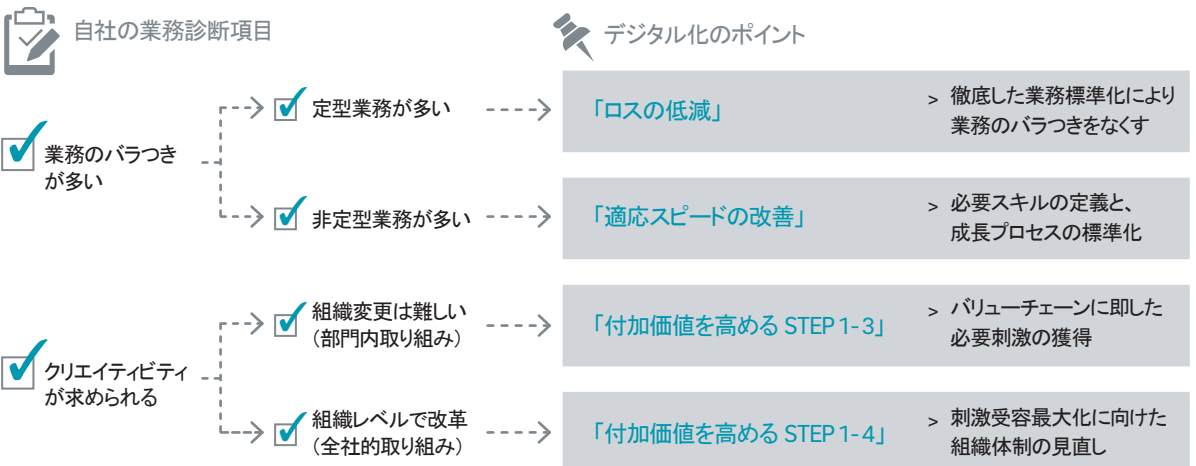 自社の業務診断項目
デジタル化のポイント
業務のバラつき
が多い
定型業務が多い
「ロスの低減」
> 徹底した業務標準化により
業務のバラつきをなくす
非定型業務が多い
「適応スピードの改善」
> 必要スキルの定義と、
成長プロセスの標準化
クリエイティビティ
が求められる
組織変更は難しい
（部門内取り組み）
「付加価値を高める STEP 1-3」
> バリューチェーンに即した
必要刺激の獲得
組織レベルで改革
（全社的取り組み）
「付加価値を高める STEP 1-4」
> 刺激受容最大化に向けた
組織体制の見直し